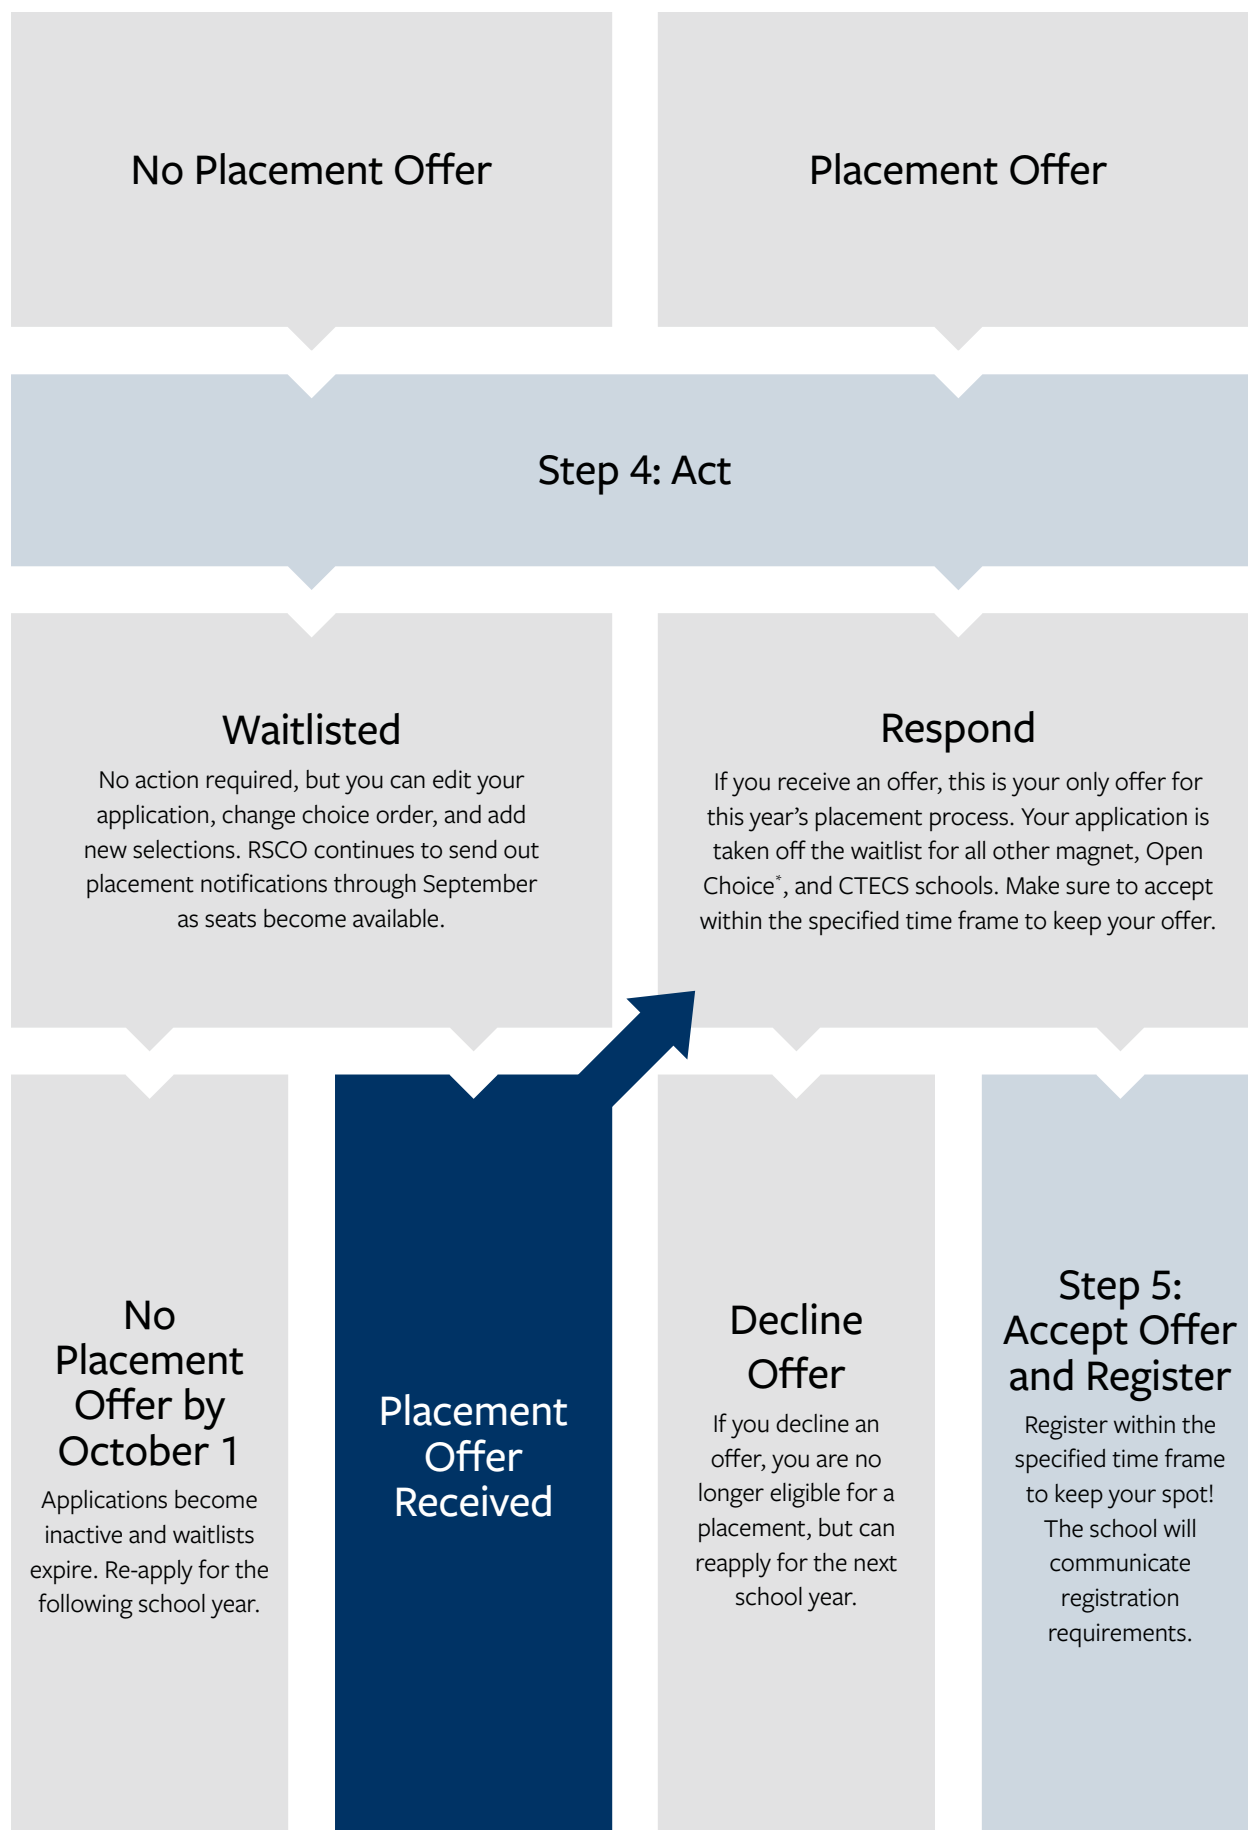 No Placement Offer
Placement Offer
Step 4: Act
Waitlisted
No action required, but you can edit your
application, change choice order, and add
new selections. RSCO continues to send out
placement notifications through September
as seats become available.
Respond
If you receive an offer, this is your only offer for
this year’s placement process. Your application is
taken off the waitlist for all other magnet, Open
Choice*, and CTECS schools. Make sure to accept
within the specified time frame to keep your offer.
No
Placement
Offer by
October 1
Applications become
inactive and waitlists
expire. Re-apply for the
following school year.
Placement
Offer
Received
Decline
Offer
If you decline an
offer, you are no
longer eligible for a
placement, but can
reapply for the next
school year.
Step 5:
Accept Offer
and Register
Register within the
specified time frame
to keep your spot!
The school will
communicate
registration
requirements.